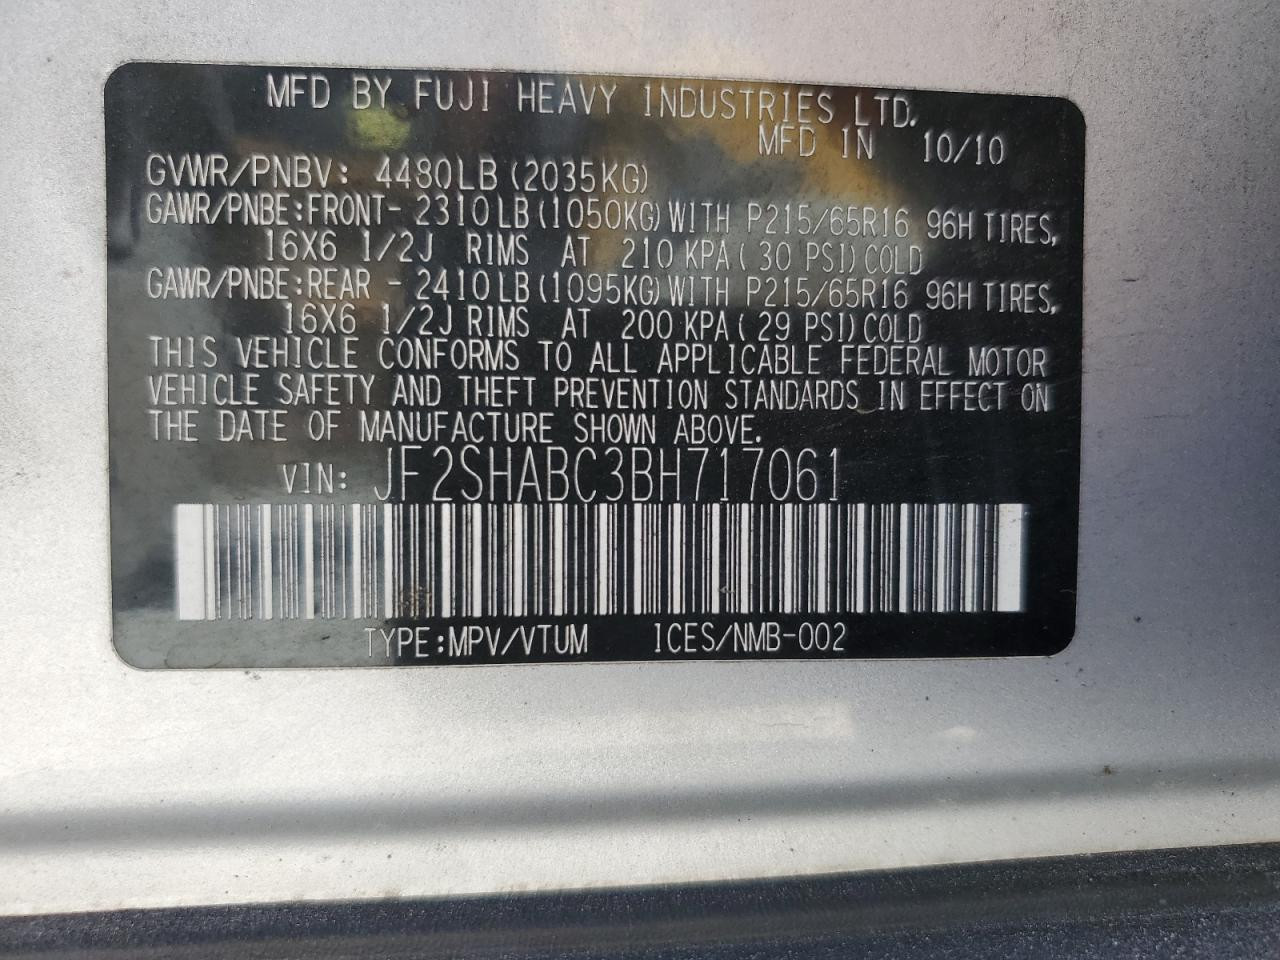 MFD BY FUJI HEAVY INDUSTRIES LTD.
MFD IN 10/10
GVWR/PNBV: 4480LB (2035KG)
GAWR/PNBE:FRONT- 2310LB(1050KG)WITH P215/65R16 96H TIRES,
16X6 1/2J RIMS AT 210 KPA( 30 PSI)COLD
GAWR/PNBE:REAR - 2410LB(1095KG)WITH P215/65R16 96H TIRES,
16X6 1/2J RIMS AT 200 KPA( 29 PSI)COLD
THIS VEHICLE CONFORMS TO ALL APPLICABLE FEDERAL MOTOR
VEHICLE SAFETY AND THEFT PREVENTION STANDARDS IN EFFECT ON
THE DATE OF MANUFACTURE SHOWN ABOVE.
VIN: JF2SHABC3BH717061
TYPE:MPV/VTUM ICES/NMB-002